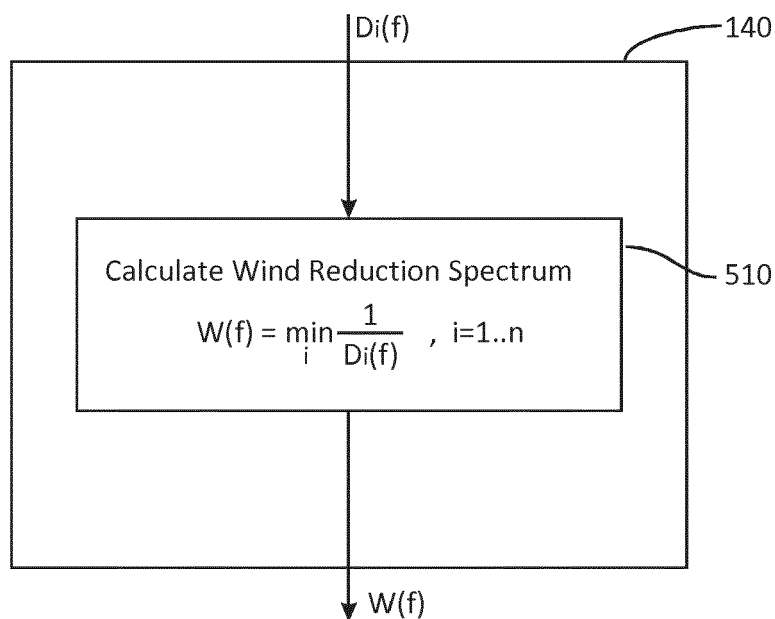 Di(f)
140
Calculate Wind Reduction Spectrum
510
W(f) = min 1/Di(f) , i=1..n
i
W(f)